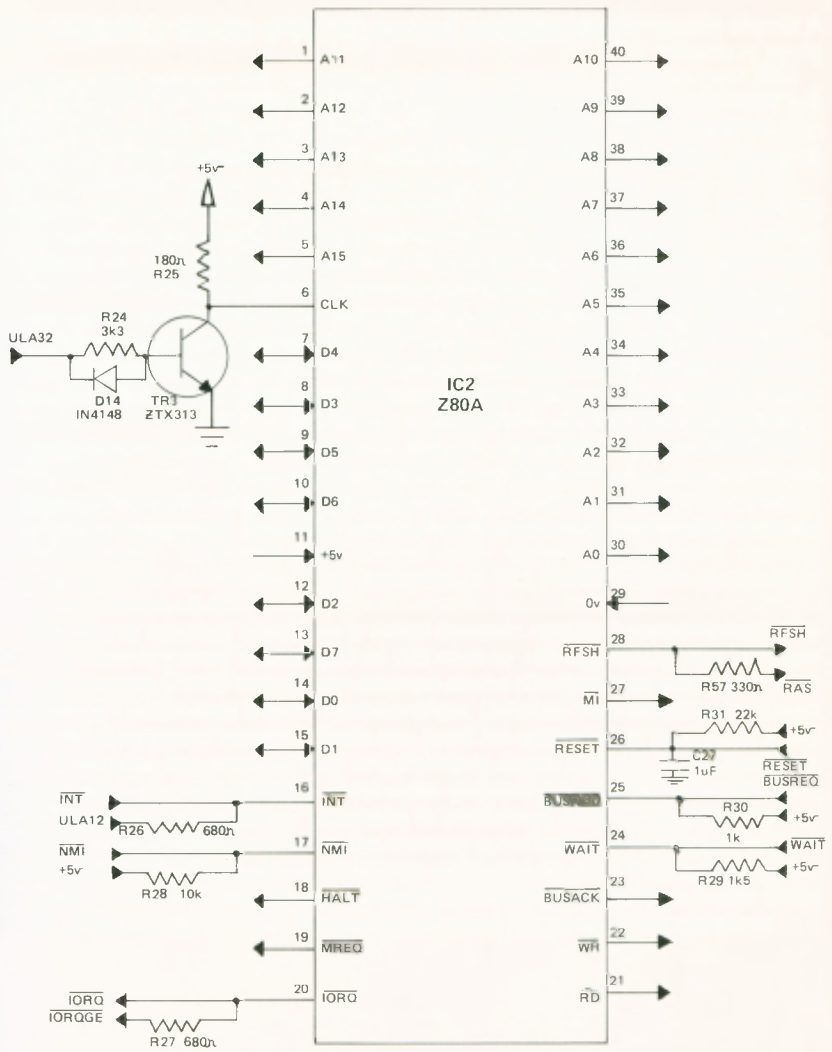 1 A11
2 A12
3 A13
4 A14
5 A15
6 CLK
7 D4
8 D3
9 D5
10 D6
11 +5v
12 D2
13 D7
14 D0
15 D1
16 INT
17 NMI
18 HALT
19 MREQ
20 IORQ
+5v
180Ω
R25
R24
3k3
ULA32
D14
IN4148
TR3
ZTX313
INT
ULA12
R26 680Ω
NMI
+5v
R28 10k
IORQ
IORQGE
R27 680Ω
IC2
Z80A
A10 40
A9 39
A8 38
A7 37
A6 36
A5 35
A4 34
A3 33
A2 32
A1 31
A0 30
0v 29
RFSH 28
MI 27
RESET 26
25
WAIT 24
BUSACK 23
WR 22
RD 21
RFSH
R57 330Ω RAS
R31 22k +5v
C27
1uF
RESET
BUSREQ
R30
+5v
1k
WAIT
R29 1k5 +5v